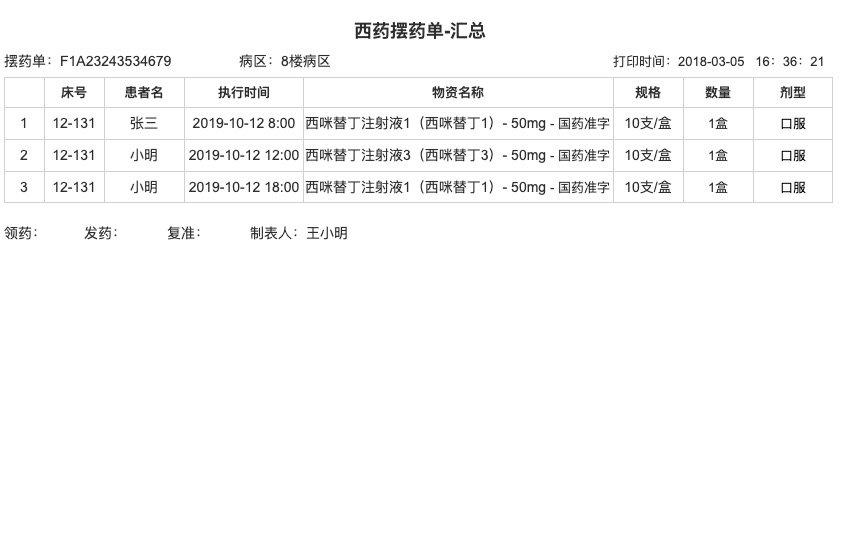 西药摆药单-汇总
摆药单：F1A23243534679 病区：8楼病区 打印时间：2018-03-05 16：36：21
床号 患者名 执行时间 物资名称 规格 数量 剂型
1 12-131 张三 2019-10-12 8:00 西咪替丁注射液1（西咪替丁1）- 50mg - 国药准字 10支/盒 1盒 口服
2 12-131 小明 2019-10-12 12:00 西咪替丁注射液3（西咪替丁3）- 50mg - 国药准字 10支/盒 1盒 口服
3 12-131 小明 2019-10-12 18:00 西咪替丁注射液1（西咪替丁1）- 50mg - 国药准字 10支/盒 1盒 口服
领药： 发药： 复准： 制表人：王小明